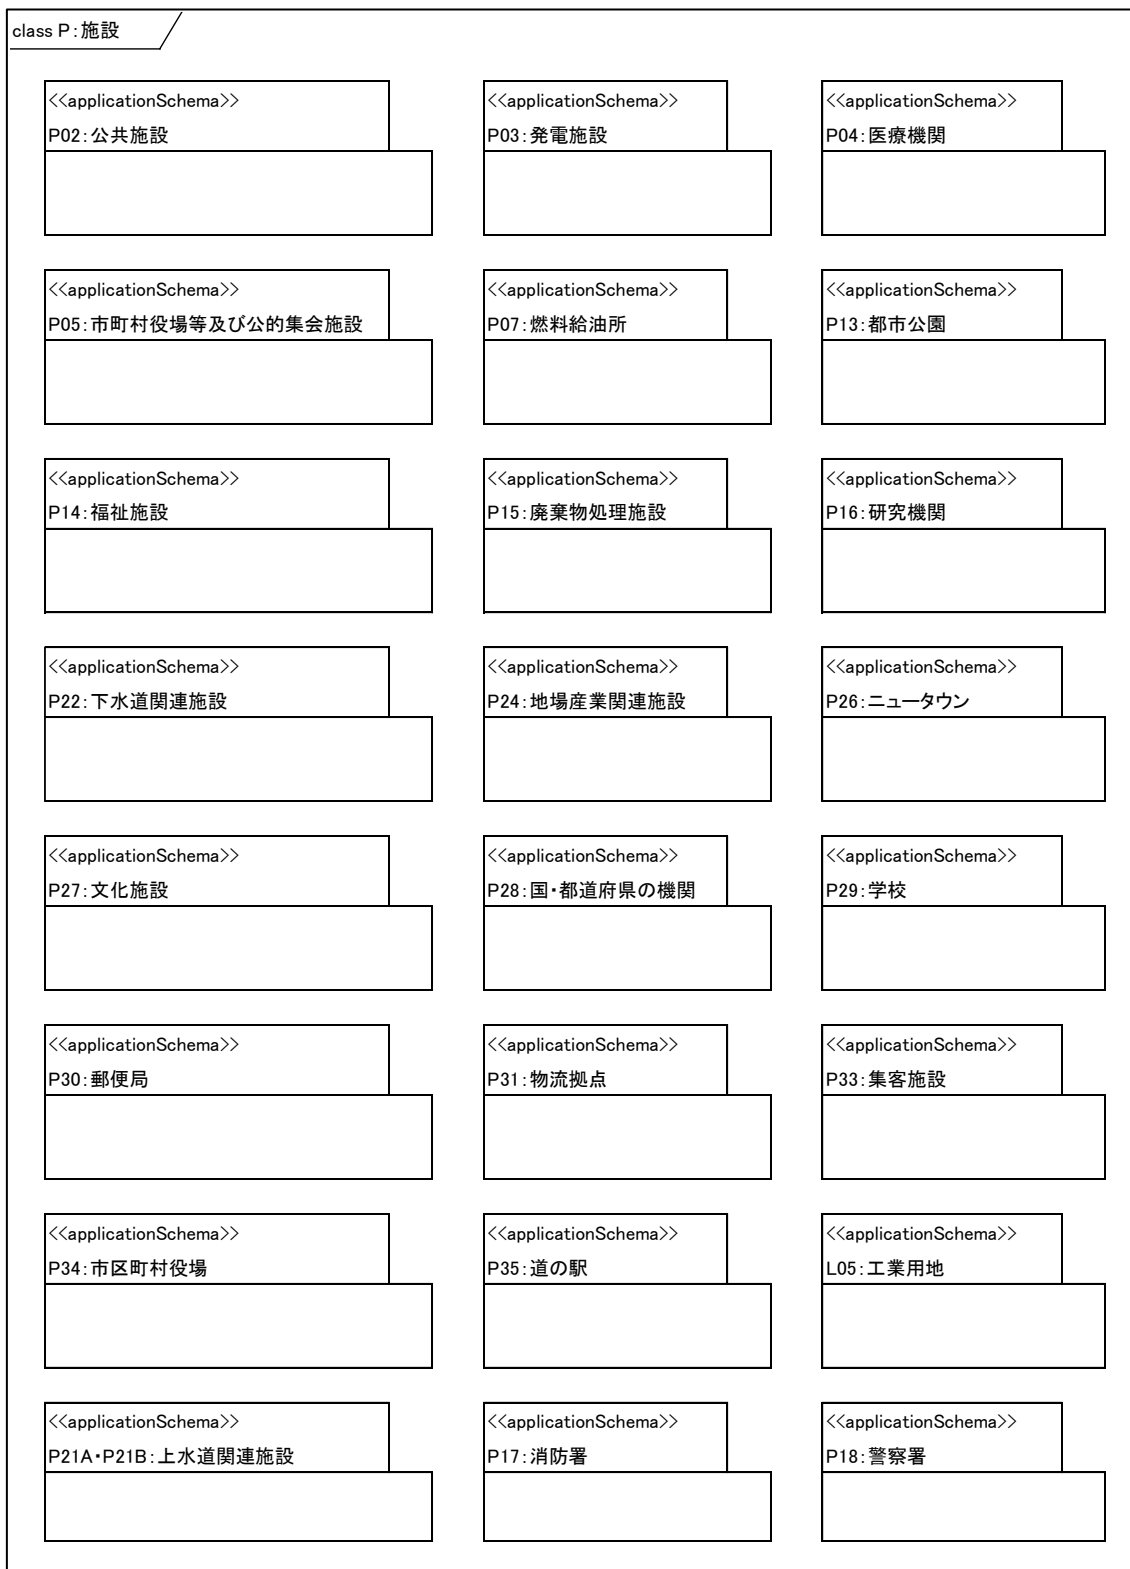 class P:施設
<<applicationSchema>>
P02:公共施設
<<applicationSchema>>
P03:発電施設
<<applicationSchema>>
P04:医療機関
<<applicationSchema>>
P05:市町村役場等及び公的集会施設
<<applicationSchema>>
P07:燃料給油所
<<applicationSchema>>
P13:都市公園
<<applicationSchema>>
P14:福祉施設
<<applicationSchema>>
P15:廃棄物処理施設
<<applicationSchema>>
P16:研究機関
<<applicationSchema>>
P22:下水道関連施設
<<applicationSchema>>
P24:地場産業関連施設
<<applicationSchema>>
P26:ニュータウン
<<applicationSchema>>
P27:文化施設
<<applicationSchema>>
P28:国・都道府県の機関
<<applicationSchema>>
P29:学校
<<applicationSchema>>
P30:郵便局
<<applicationSchema>>
P31:物流拠点
<<applicationSchema>>
P33:集客施設
<<applicationSchema>>
P34:市区町村役場
<<applicationSchema>>
P35:道の駅
<<applicationSchema>>
L05:工業用地
<<applicationSchema>>
P21A・P21B:上水道関連施設
<<applicationSchema>>
P17:消防署
<<applicationSchema>>
P18:警察署